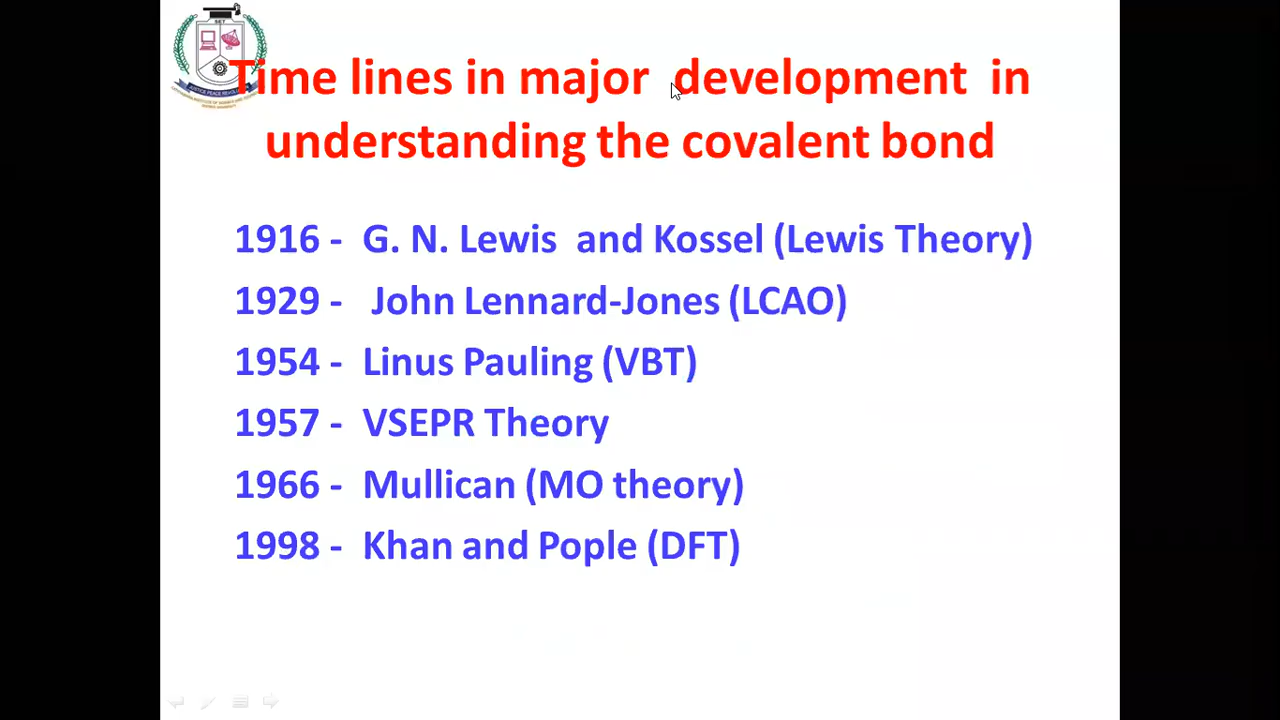 SET
Time lines in major development in
understanding the covalent bond
1916 - G. N. Lewis and Kossel (Lewis Theory)
1929 - John Lennard-Jones (LCAO)
1954 - Linus Pauling (VBT)
1957 - VSEPR Theory
1966 - Mullican (MO theory)
1998 - Khan and Pople (DFT)